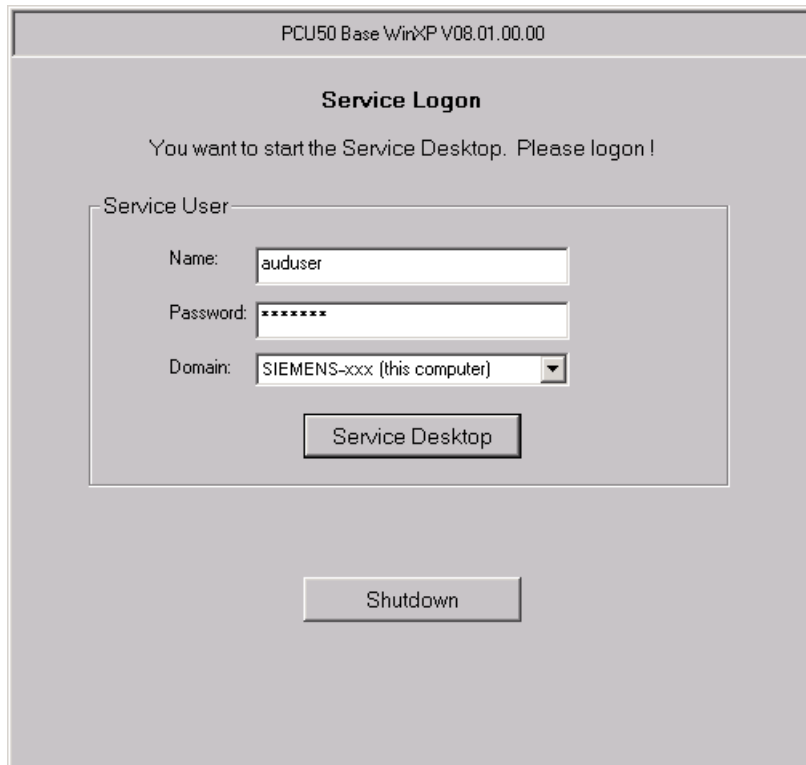 PCU50 Base WinXP V08.01.00.00
Service Logon
You want to start the Service Desktop. Please logon !
Service User
Name: auduser
Password: *******
Domain: SIEMENS-xxx (this computer)
Service Desktop
Shutdown